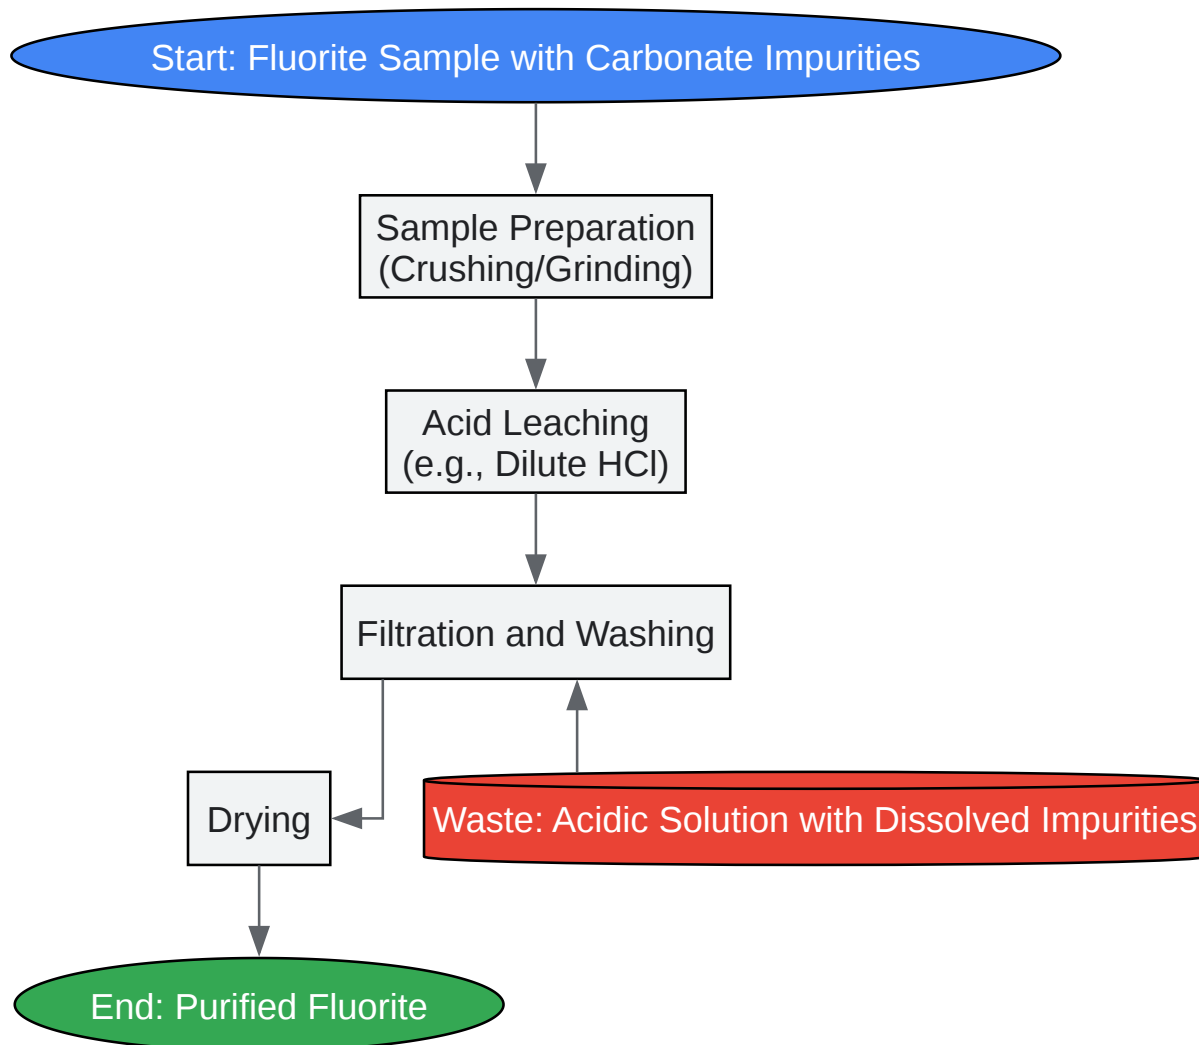 Start: Fluorite Sample with Carbonate Impurities
Sample Preparation
(Crushing/Grinding)
Acid Leaching
(e.g., Dilute HCl)
Filtration and Washing
Drying
Waste: Acidic Solution with Dissolved Impurities
End: Purified Fluorite